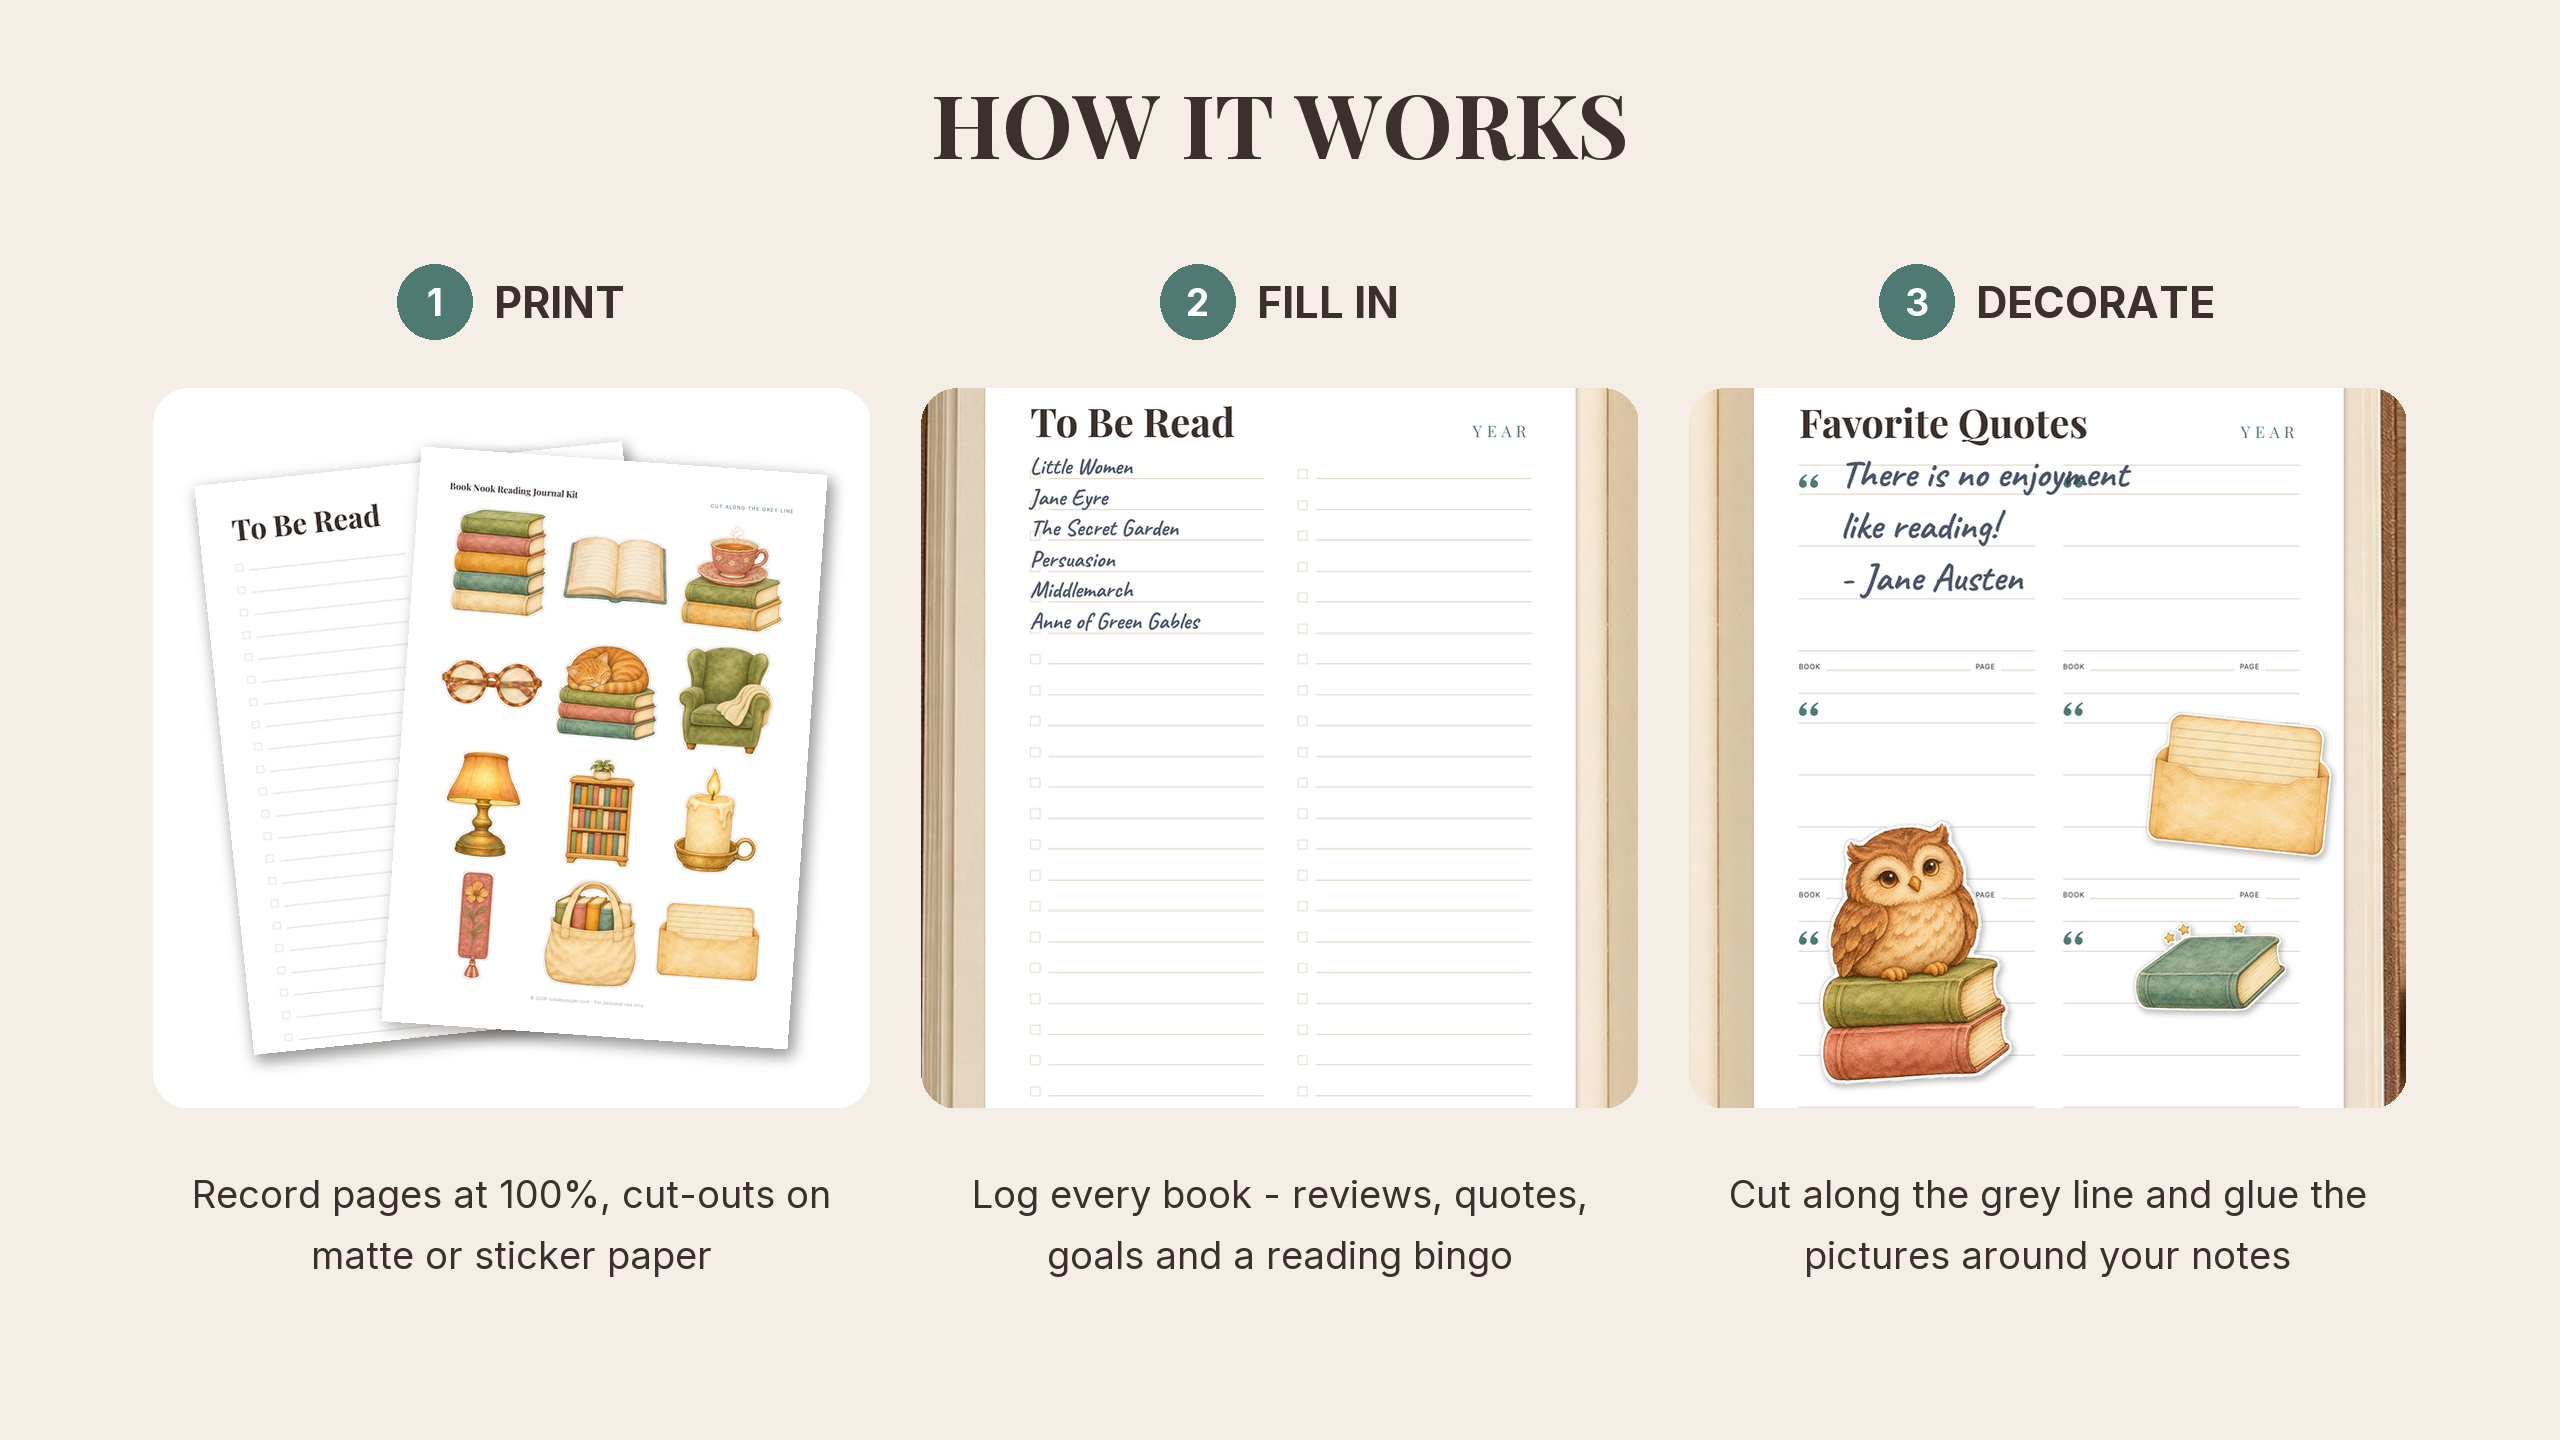 HOW IT WORKS
1 PRINT
To Be Read
Book Nook Reading Journal Kit
CUT ALONG THE GREY LINE
Record pages at 100%, cut-outs on
matte or sticker paper
2 FILL IN
To Be Read
YEAR
Little Women
Jane Eyre
The Secret Garden
Persuasion
Middlemarch
Anne of Green Gables
Log every book - reviews, quotes,
goals and a reading bingo
3 DECORATE
Favorite Quotes
YEAR
“ There is no enjoyment “
like reading!
- Jane Austen
BOOK PAGE BOOK PAGE
“ “
BOOK PAGE BOOK PAGE
“ “
Cut along the grey line and glue the
pictures around your notes